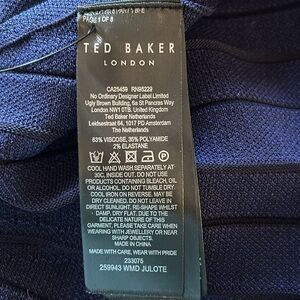 PAGE 1 OF 8
TED BAKER
LONDON
CA25459 RN95229
No Ordinary Designer Label Limited
Ugly Brown Building, 6a St Pancras Way
London NW1 0TB. United Kingdom
Ted Baker Netherlands
Leidsestraat 64, 1017 PD Amsterdam
The Netherlands
63% VISCOSE, 35% POLYAMIDE
2% ELASTANE
COOL HAND WASH SEPARATELY AT
30C, INSIDE OUT. DO NOT USE
PRODUCTS CONTAINING BLEACH, OIL
OR ALCOHOL. DO NOT TUMBLE DRY.
COOL IRON ON REVERSE. MAY BE
DRY CLEANED. DO NOT LEAVE IN
DIRECT SUNLIGHT. RE-SHAPE WHILST
DAMP. DRY FLAT. DUE TO THE
DELICATE NATURE OF THIS
GARMENT, PLEASE TAKE CARE WHEN
WEARING WITH JEWELLERY OR NEAR
SHARP OBJECTS.
MADE IN CHINA
MADE WITH CARE, WEAR WITH PRIDE
233075
259943 WMD JULOTE